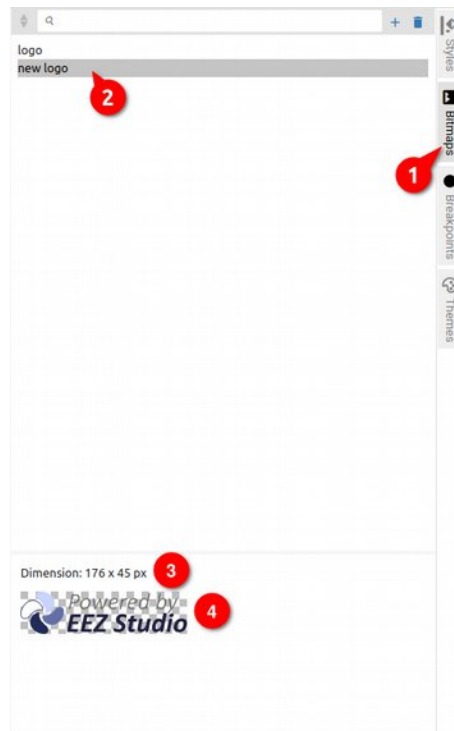 logo
new logo
2
1
Styles
Bitmaps
Breakpoints
Themes
Dimension: 176 x 45 px
3
Powered by
EEZ Studio
4